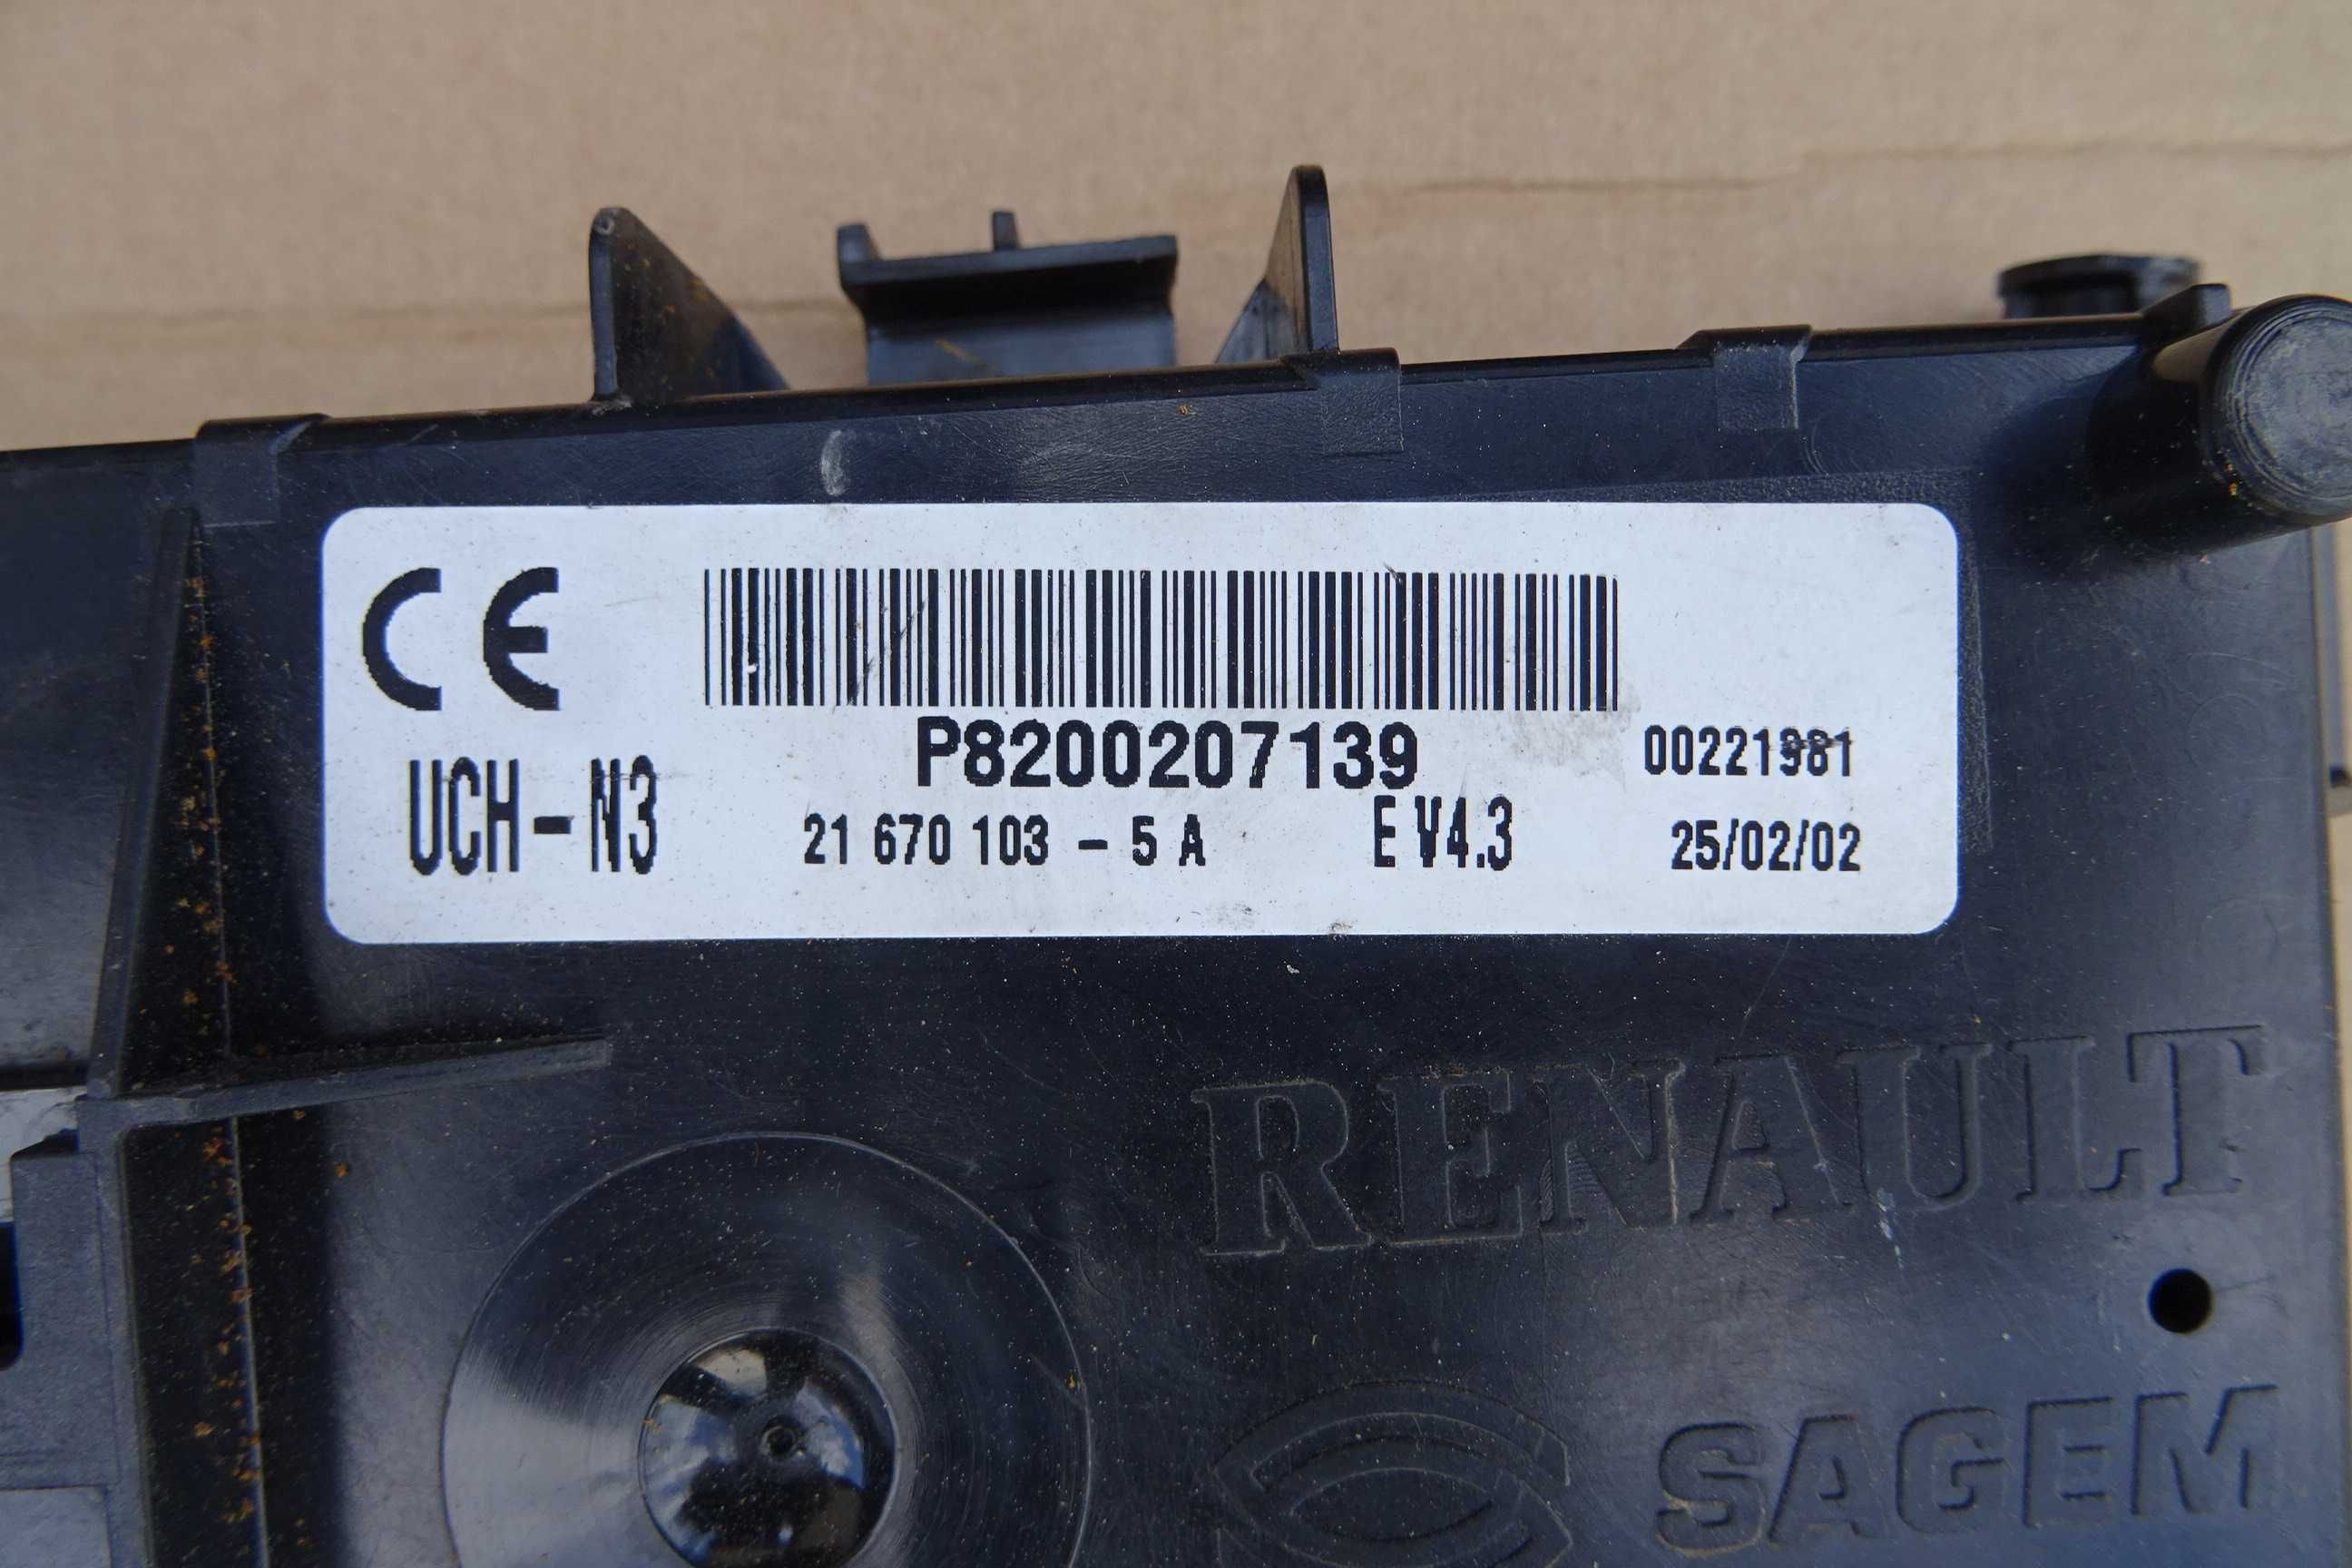 CE
P8200207139 00221981
UCH-N3 21 670 103 - 5 A E V4.3 25/02/02
RENAULT
SAGEM